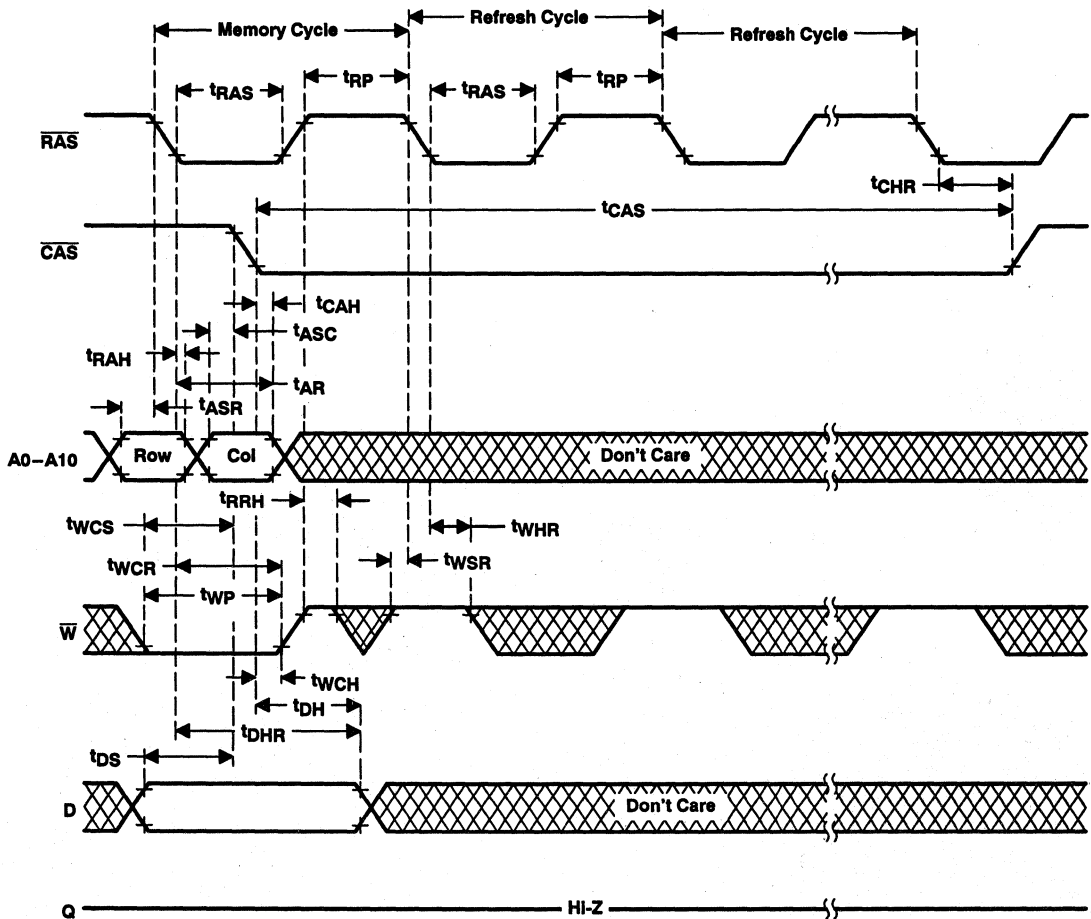 Memory Cycle
Refresh Cycle
Refresh Cycle
tRAS
tRP
tRAS
tRP
RAS
tCHR
tCAS
CAS
tCAH
tASC
tRAH
tAR
tASR
A0–A10
Row
Col
Don't Care
tRRH
tWCS
tWHR
tWSR
tWCR
tWP
W
tWCH
tDH
tDHR
tDS
D
Don't Care
Q
Hi-Z